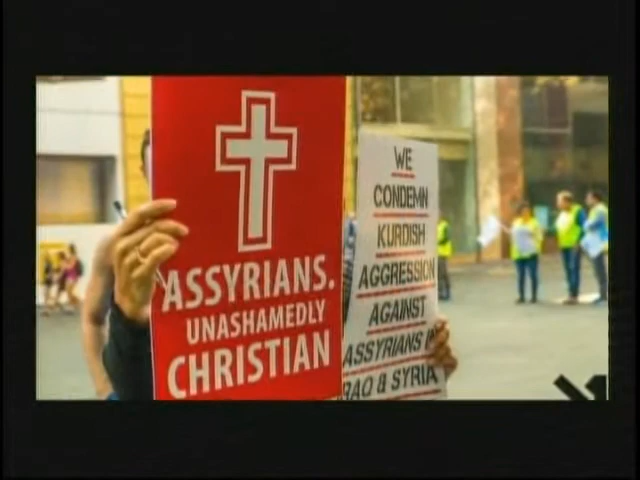 ASSYRIANS.
UNASHAMEDLY
CHRISTIAN
WE
CONDEMN
KURDISH
AGGRESSION
AGAINST
ASSYRIANS
& SYRIA